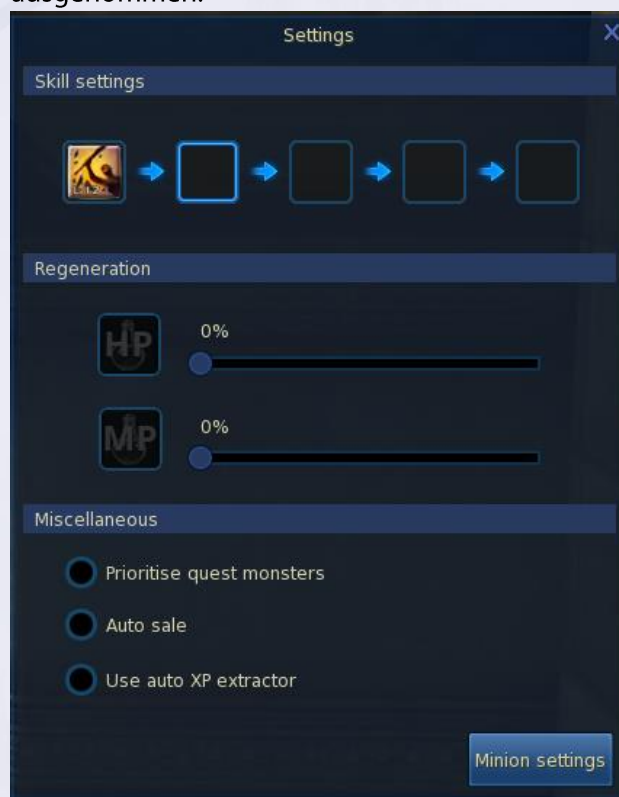 ausgenommen.
Settings
X
Skill settings
Regeneration
HP
0%
MP
0%
Miscellaneous
Prioritise quest monsters
Auto sale
Use auto XP extractor
Minion settings